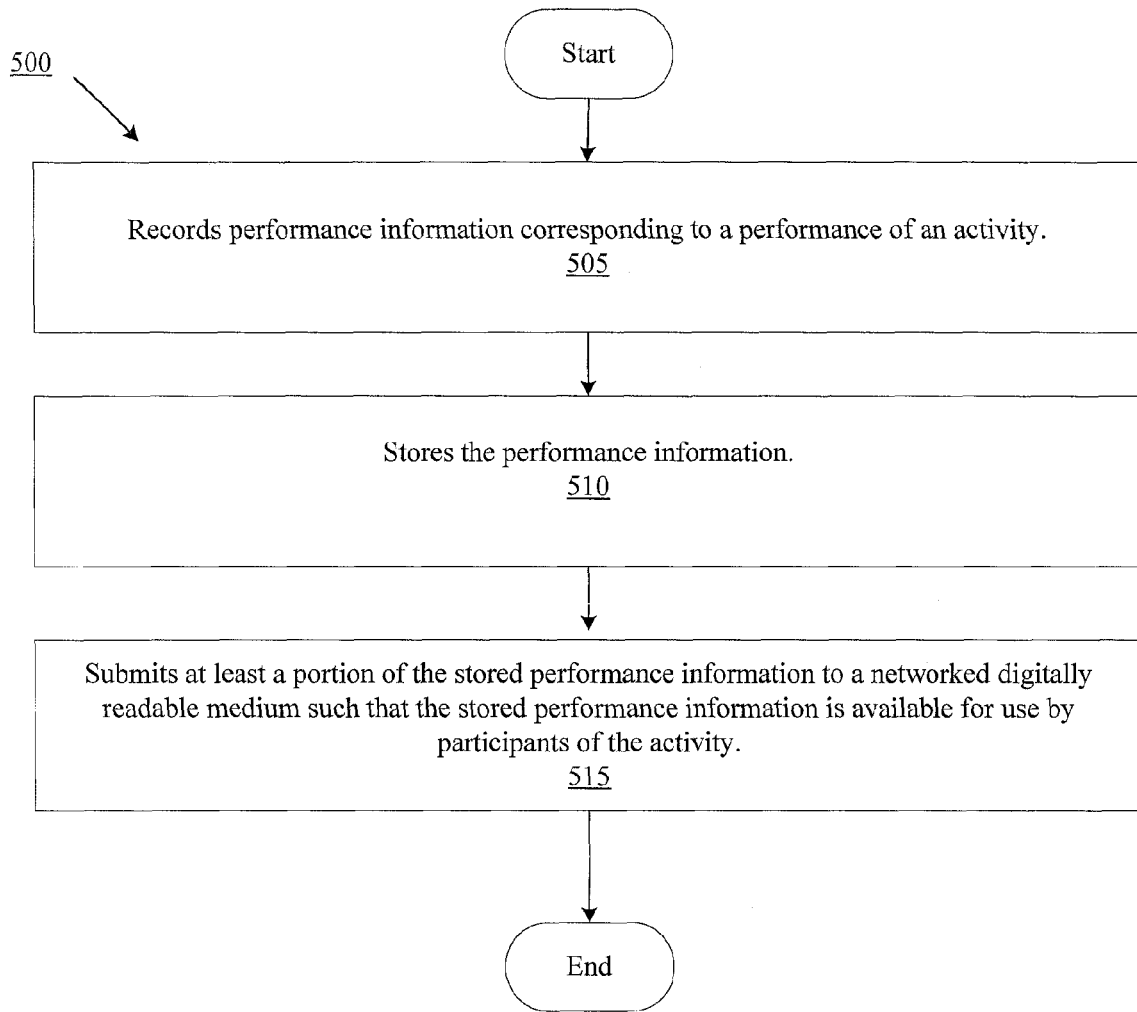 Start
500
Records performance information corresponding to a performance of an activity.
505
Stores the performance information.
510
Submits at least a portion of the stored performance information to a networked digitally
readable medium such that the stored performance information is available for use by
participants of the activity.
515
End